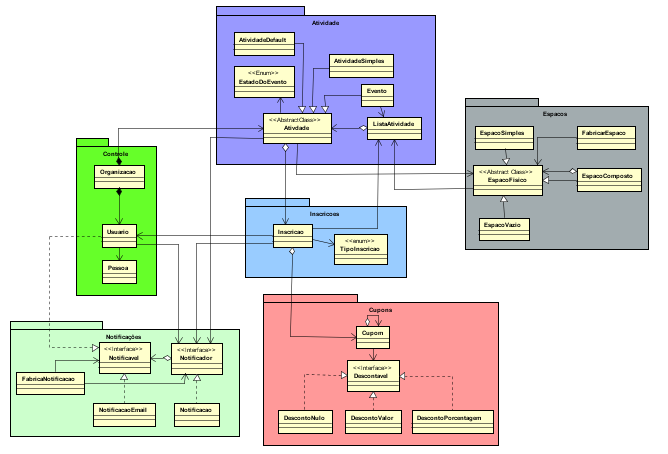 Atividade
AtividadeDefault
AtividadeSimples
<<Enum>>
EstadoDoEvento
Evento
<<AbstractClass>>
Atividade
ListaAtividade
Espacos
EspacoSimples
FabricarEspaco
<<Abstract Class>>
EspacoFisico
EspacoComposto
EspacoVazio
Controle
Organizacao
Usuario
Pessoa
Inscricoes
Inscricao
<<enum>>
TipoInscricao
Notificações
<<Interface>>
Notificavel
<<Interface>>
Notificador
FabricaNotificacao
NotificacaoEmail
Notificacao
Cupons
Cupom
<<Interface>>
Descontavel
DescontoNulo
DescontoValor
DescontoPorcentagem